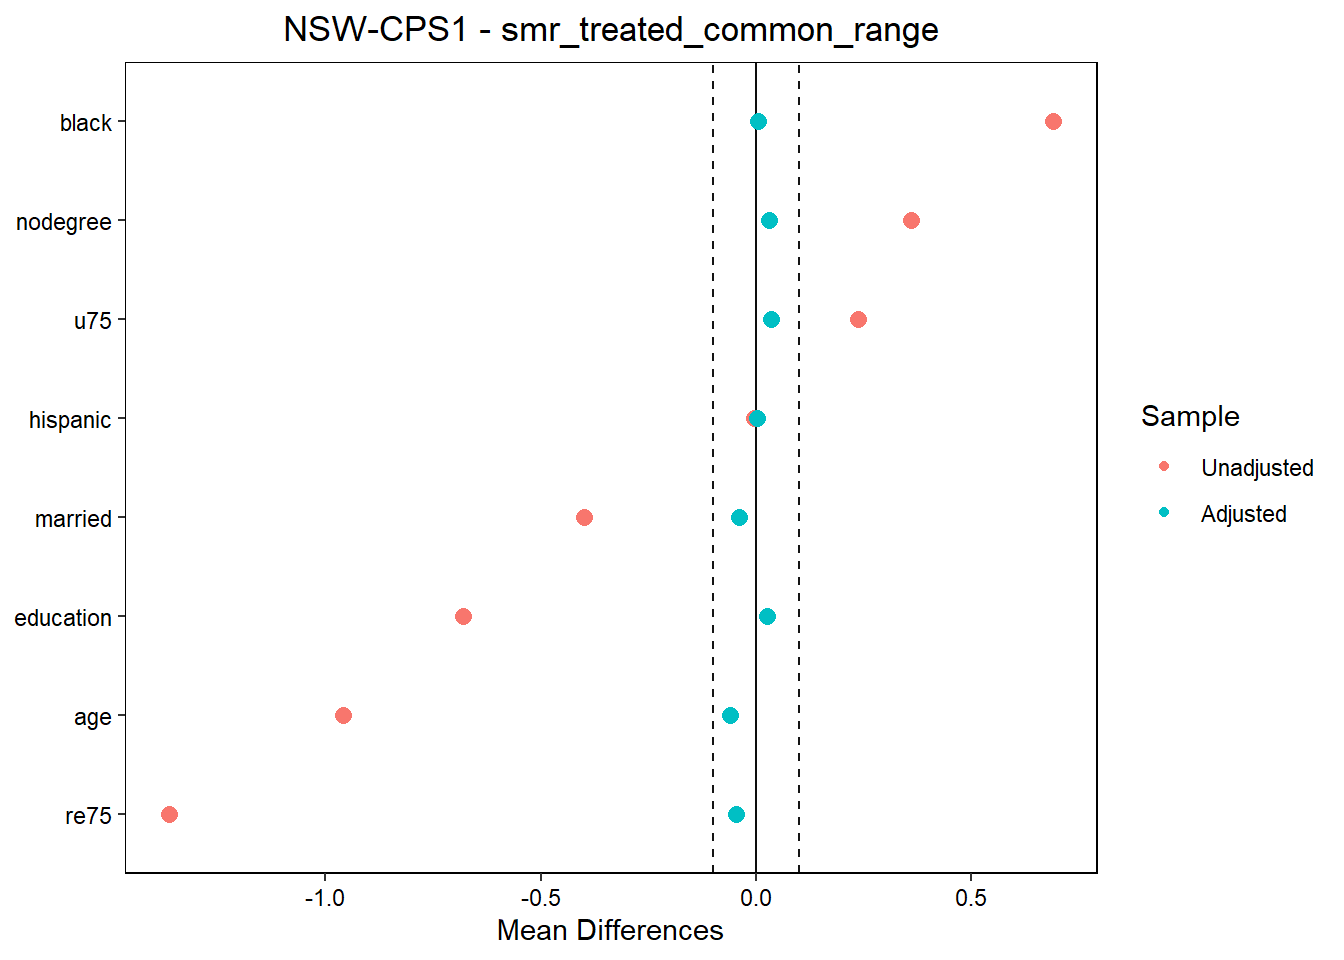 NSW-CPS1 - smr_treated_common_range
black
nodegree
u75
hispanic
married
education
age
re75
-1.0
-0.5
0.0
0.5
Mean Differences
Sample
Unadjusted
Adjusted